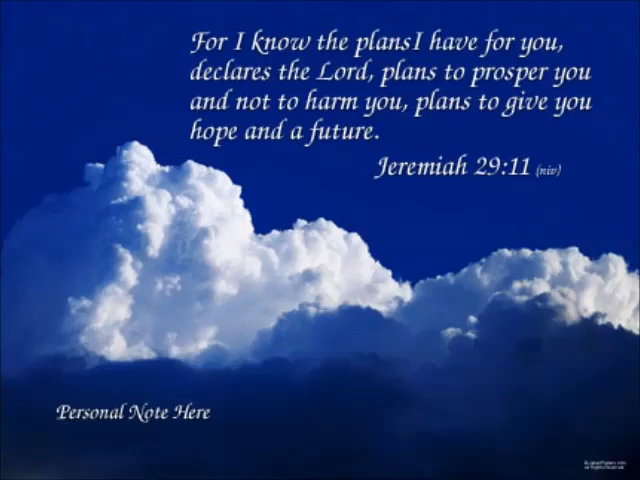 For I know the plans I have for you,
declares the Lord, plans to prosper you
and not to harm you, plans to give you
hope and a future.
Jeremiah 29:11 (niv)
Personal Note Here